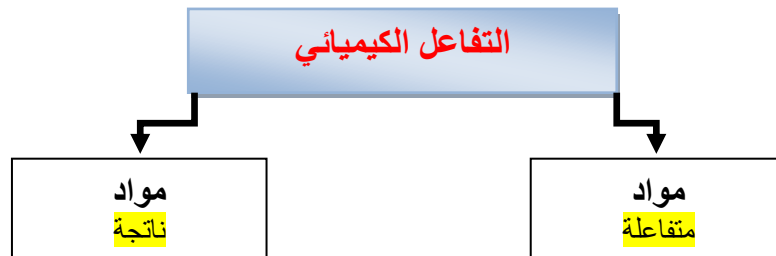 التفاعل الكيميائي
مواد
متفاعلة
مواد
ناتجة